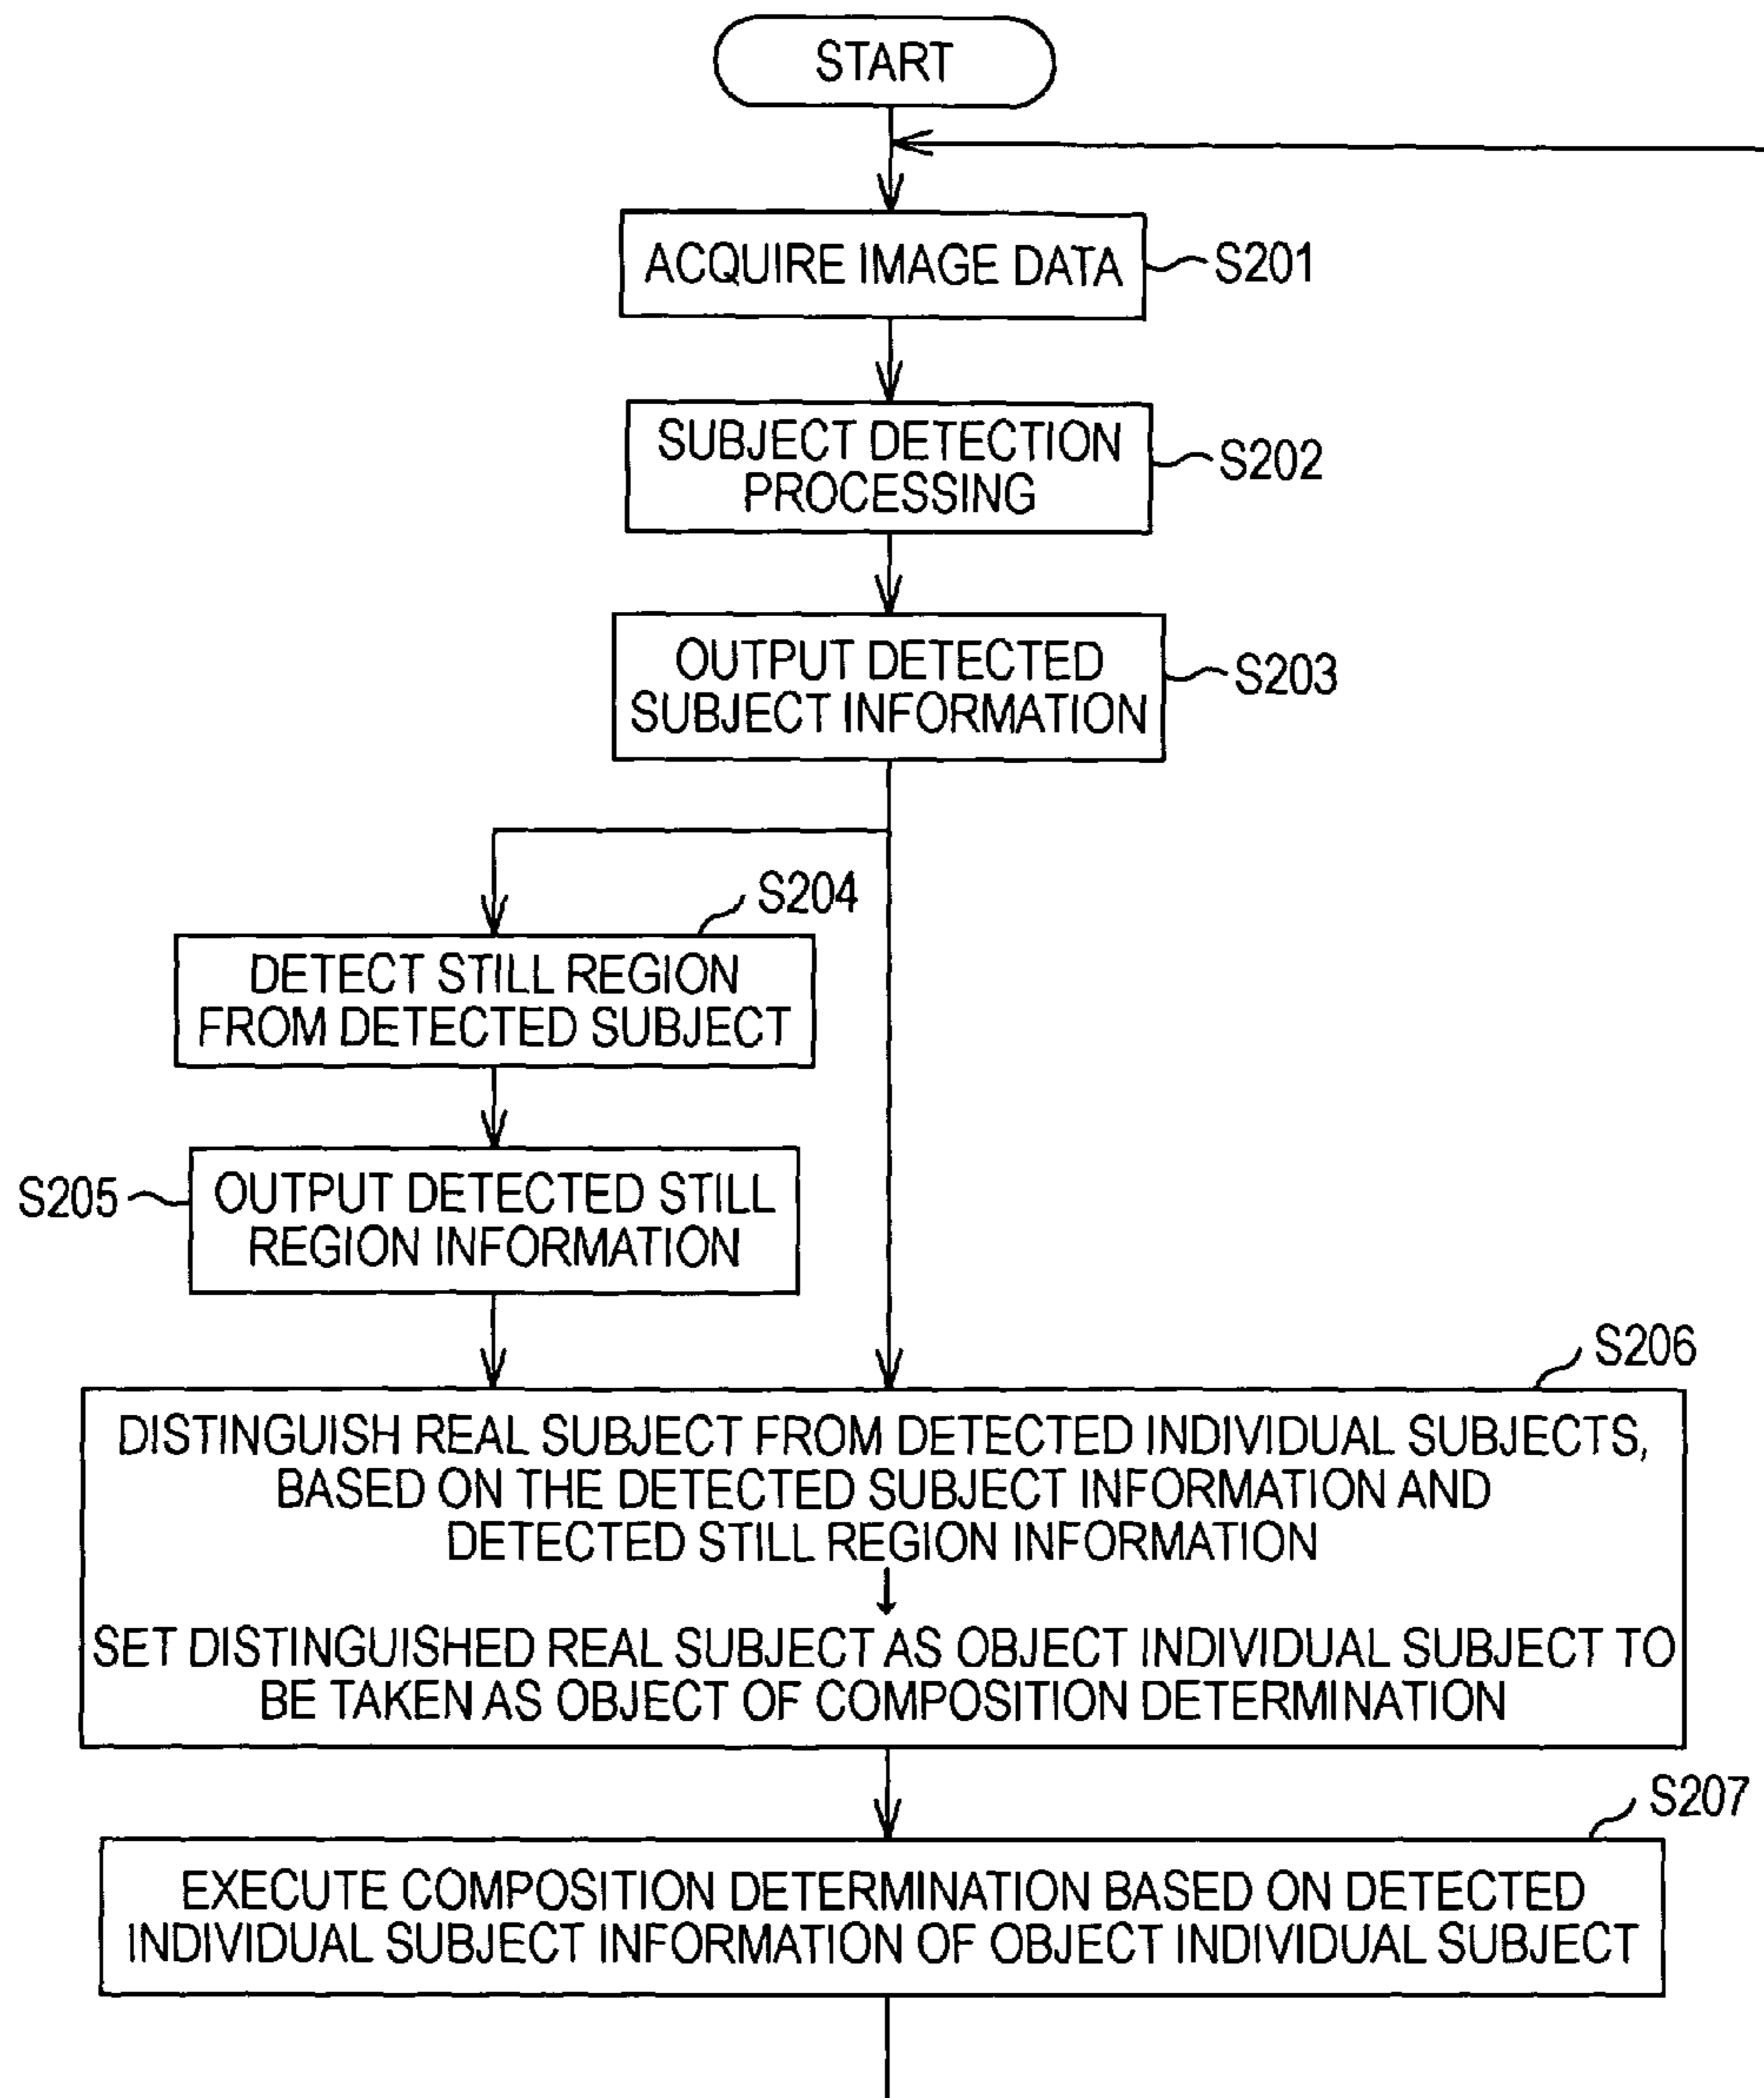 START
ACQUIRE IMAGE DATA
S201
SUBJECT DETECTION
PROCESSING
S202
OUTPUT DETECTED
SUBJECT INFORMATION
S203
S204
DETECT STILL REGION
FROM DETECTED SUBJECT
S205
OUTPUT DETECTED STILL
REGION INFORMATION
S206
DISTINGUISH REAL SUBJECT FROM DETECTED INDIVIDUAL SUBJECTS,
BASED ON THE DETECTED SUBJECT INFORMATION AND
DETECTED STILL REGION INFORMATION
SET DISTINGUISHED REAL SUBJECT AS OBJECT INDIVIDUAL SUBJECT TO
BE TAKEN AS OBJECT OF COMPOSITION DETERMINATION
S207
EXECUTE COMPOSITION DETERMINATION BASED ON DETECTED
INDIVIDUAL SUBJECT INFORMATION OF OBJECT INDIVIDUAL SUBJECT